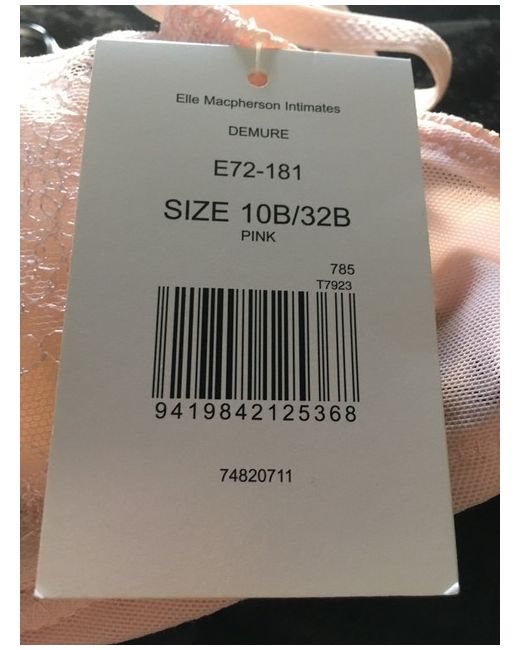 Elle Macpherson Intimates
DEMURE
E72-181
SIZE 10B/32B
PINK
785
T7923
9419842125368
74820711